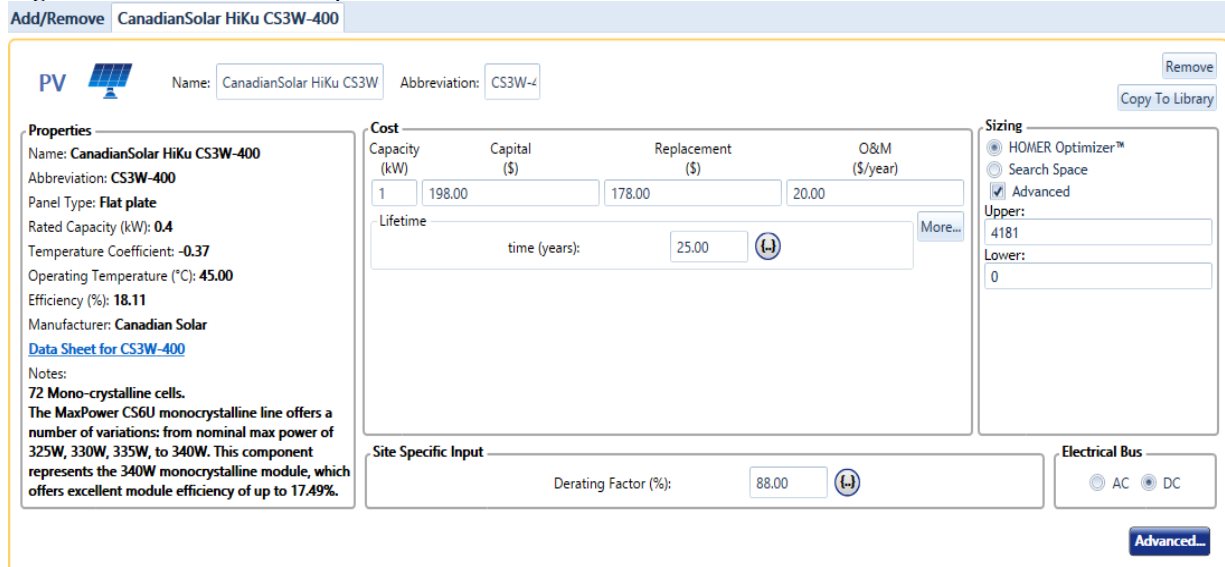 Add/Remove CanadianSolar HiKu CS3W-400
Remove
PV Name: CanadianSolar HiKu CS3W Abbreviation: CS3W-4
Copy To Library
Properties
Name: CanadianSolar HiKu CS3W-400
Abbreviation: CS3W-400
Panel Type: Flat plate
Rated Capacity (kW): 0.4
Temperature Coefficient: -0.37
Operating Temperature (°C): 45.00
Efficiency (%): 18.11
Manufacturer: Canadian Solar
Data Sheet for CS3W-400
Notes:
72 Mono-crystalline cells.
The MaxPower CS6U monocrystalline line offers a
number of variations: from nominal max power of
325W, 330W, 335W, to 340W. This component
represents the 340W monocrystalline module, which
offers excellent module efficiency of up to 17.49%.
Cost
Capacity Capital Replacement O&M
(kW) ($) ($) ($/year)
1 198.00 178.00 20.00
Lifetime
More...
time (years): 25.00 {..}
Sizing
HOMER Optimizer™
Search Space
Advanced
Upper:
4181
Lower:
0
Site Specific Input
Derating Factor (%): 88.00 {..}
Electrical Bus
AC DC
Advanced...